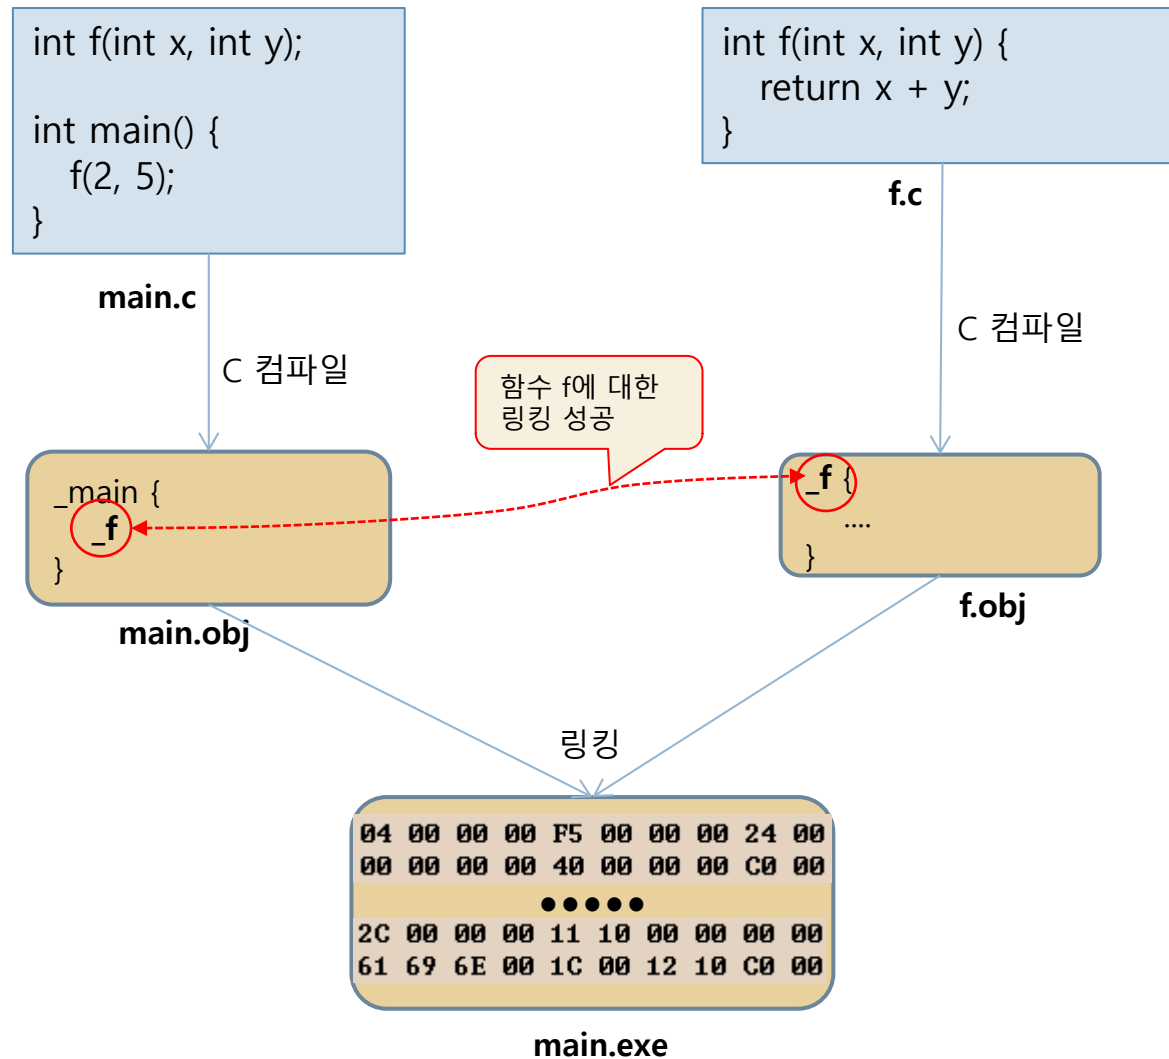 int f(int x, int y);
int main() {
f(2, 5);
}
main.c
C 컴파일
int f(int x, int y) {
return x + y;
}
f.c
C 컴파일
함수 f에 대한
링킹 성공
_main {
_f
}
main.obj
_f {
....
}
f.obj
링킹
04 00 00 00 F5 00 00 00 24 00
00 00 00 00 40 00 00 00 C0 00
●●●●●
2C 00 00 00 11 10 00 00 00 00
61 69 6E 00 1C 00 12 10 C0 00
main.exe